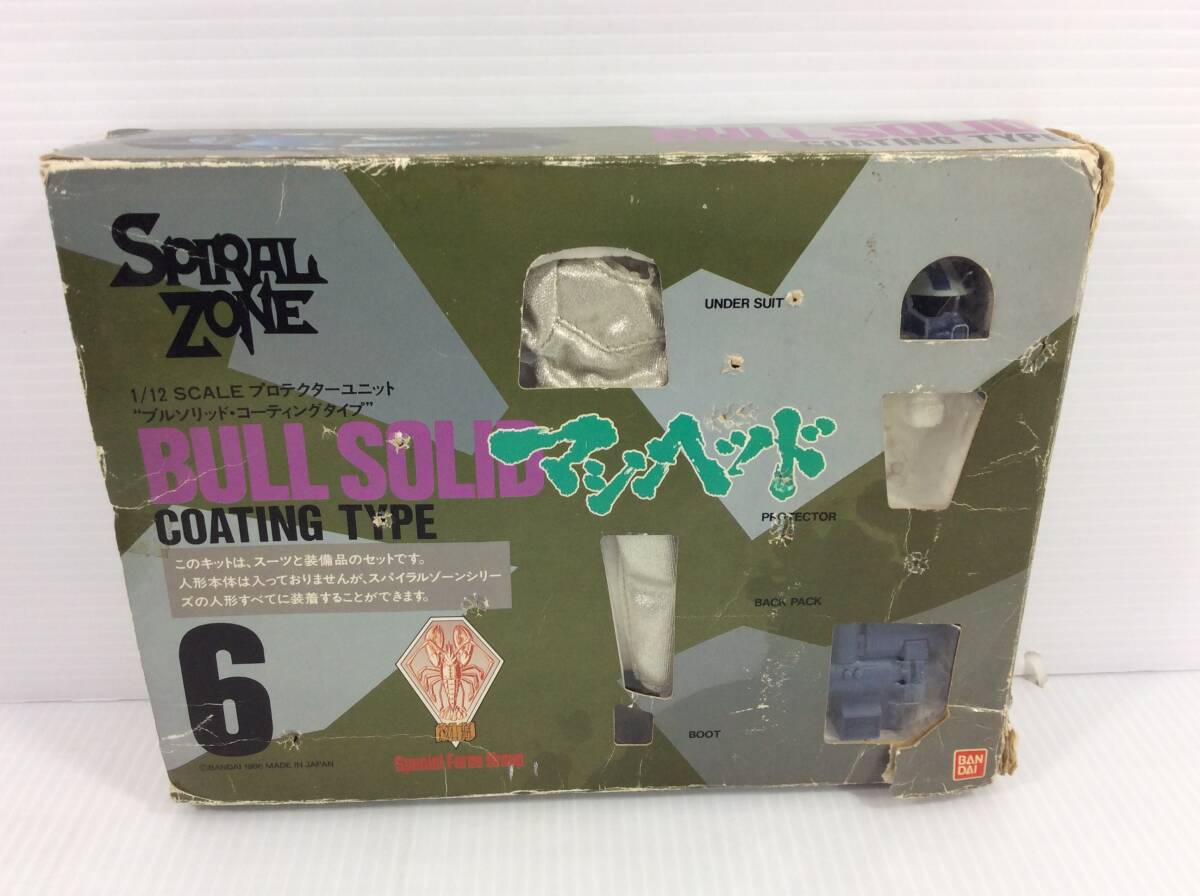 BULL SOLID
COATING TYPE
SPIRAL
ZONE
1/12 SCALE プロテクターユニット
“ブルソリッド・コーティングタイプ”
BULL SOLID
COATING TYPE
マシンヘッド
このキットは、スーツと装備品のセットです。
人形本体は入っておりませんが、スパイラルゾーンシリー
ズの人形すべてに装着することができます。
6
©BANDAI 1986 MADE IN JAPAN
Special Force Group
UNDER SUIT
PROTECTOR
BACK PACK
BOOT
BAN
DAI